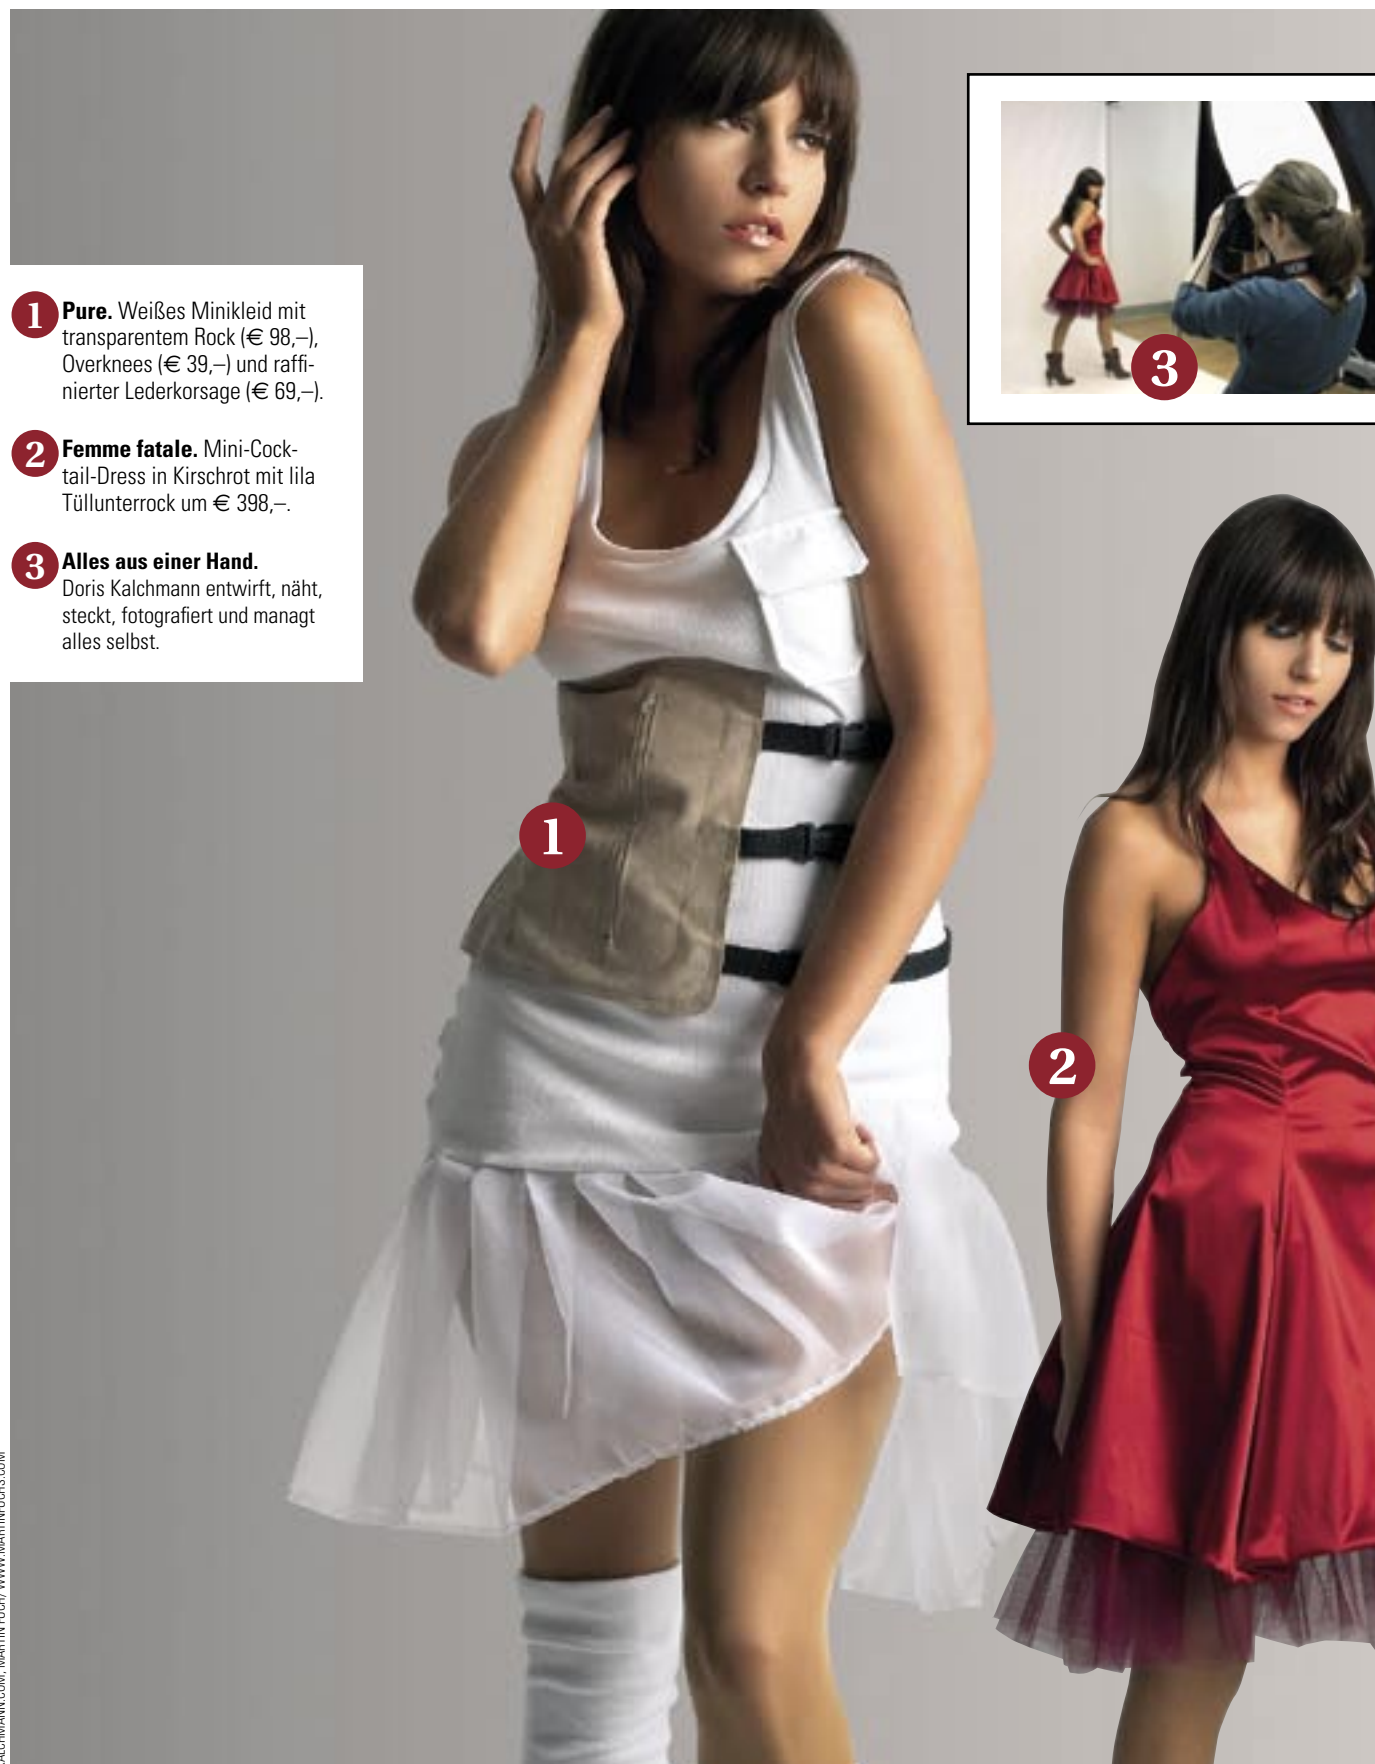 1 Pure. Weißes Minikleid mit
transparentem Rock (€ 98,–),
Overknees (€ 39,–) und raffi-
nierter Lederkorsage (€ 69,–).
2 Femme fatale. Mini-Cock-
tail-Dress in Kirschrot mit lila
Tüllunterrock um € 398,–.
3 Alles aus einer Hand.
Doris Kalchmann entwirft, näht,
steckt, fotografiert und managt
alles selbst.
3
1
2